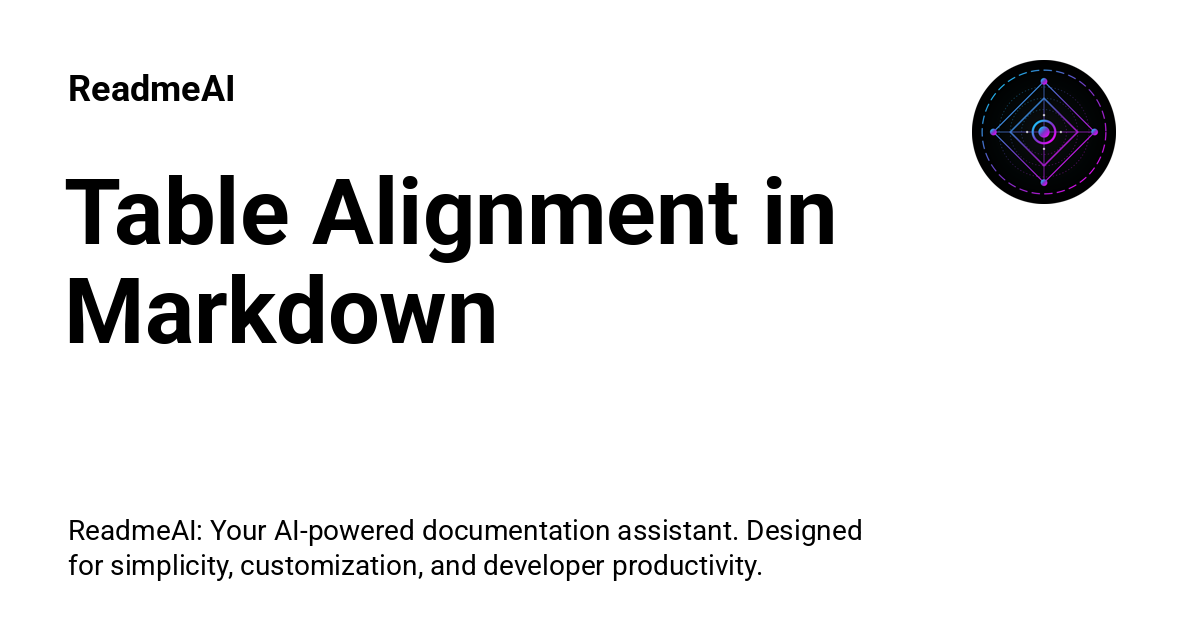 ReadmeAI
Table Alignment in
Markdown
ReadmeAI: Your AI-powered documentation assistant. Designed
for simplicity, customization, and developer productivity.